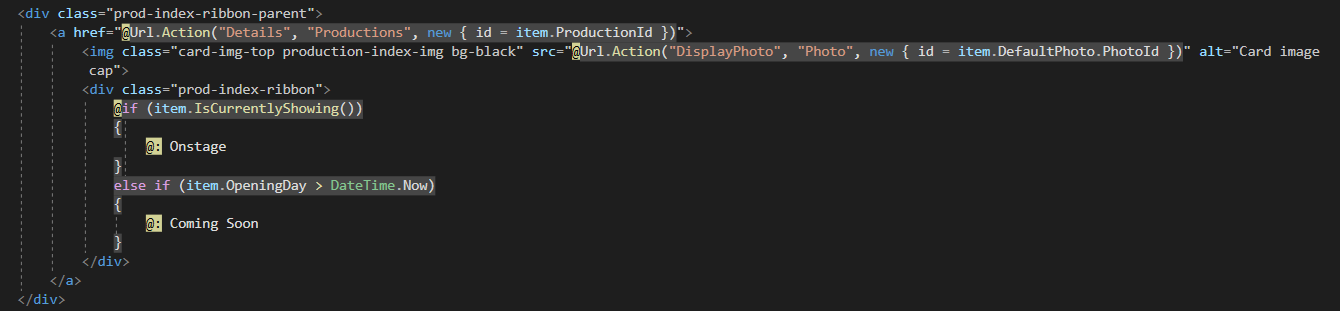 <div class="prod-index-ribbon-parent">
    <a href="@Url.Action("Details", "Productions", new { id = item.ProductionId })">
        <img class="card-img-top production-index-img bg-black" src="@Url.Action("DisplayPhoto", "Photo", new { id = item.DefaultPhoto.PhotoId })" alt="Card image
        cap">
        <div class="prod-index-ribbon">
            @if (item.IsCurrentlyShowing())
            {
                @: Onstage
            }
            else if (item.OpeningDay > DateTime.Now)
            {
                @: Coming Soon
            }
        </div>
    </a>
</div>